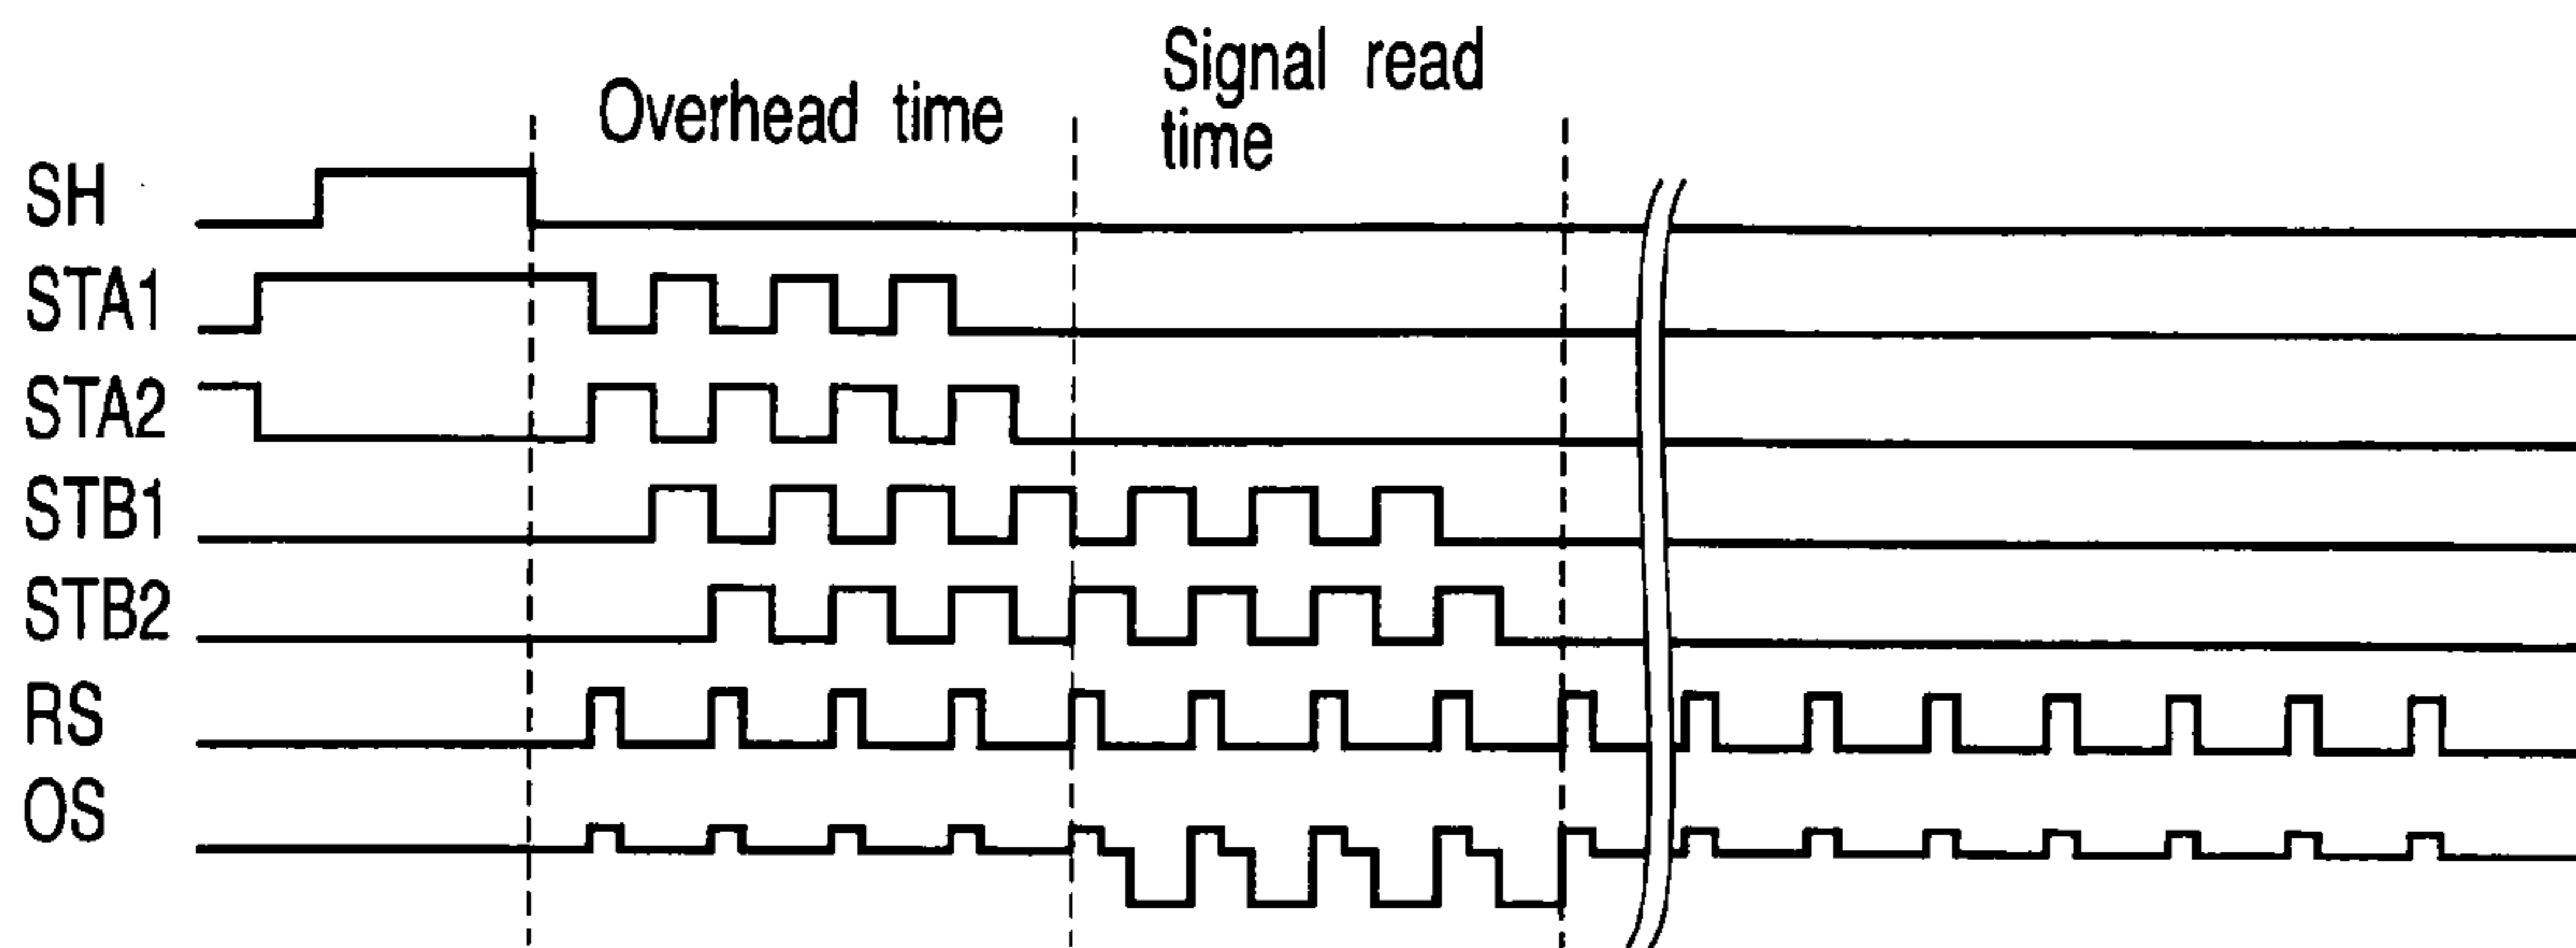 Overhead time
Signal read
time
SH
STA1
STA2
STB1
STB2
RS
OS